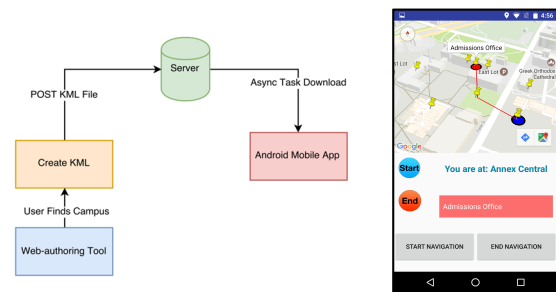 Server
POST KML File
Async Task Download
Create KML
Android Mobile App
User Finds Campus
Web-authoring Tool
4:56
Admissions Office
st Lot
East Lot P
Greek Orthodox
Cathedral
Google
Start
You are at: Annex Central
End
Admissions Office
START NAVIGATION
END NAVIGATION